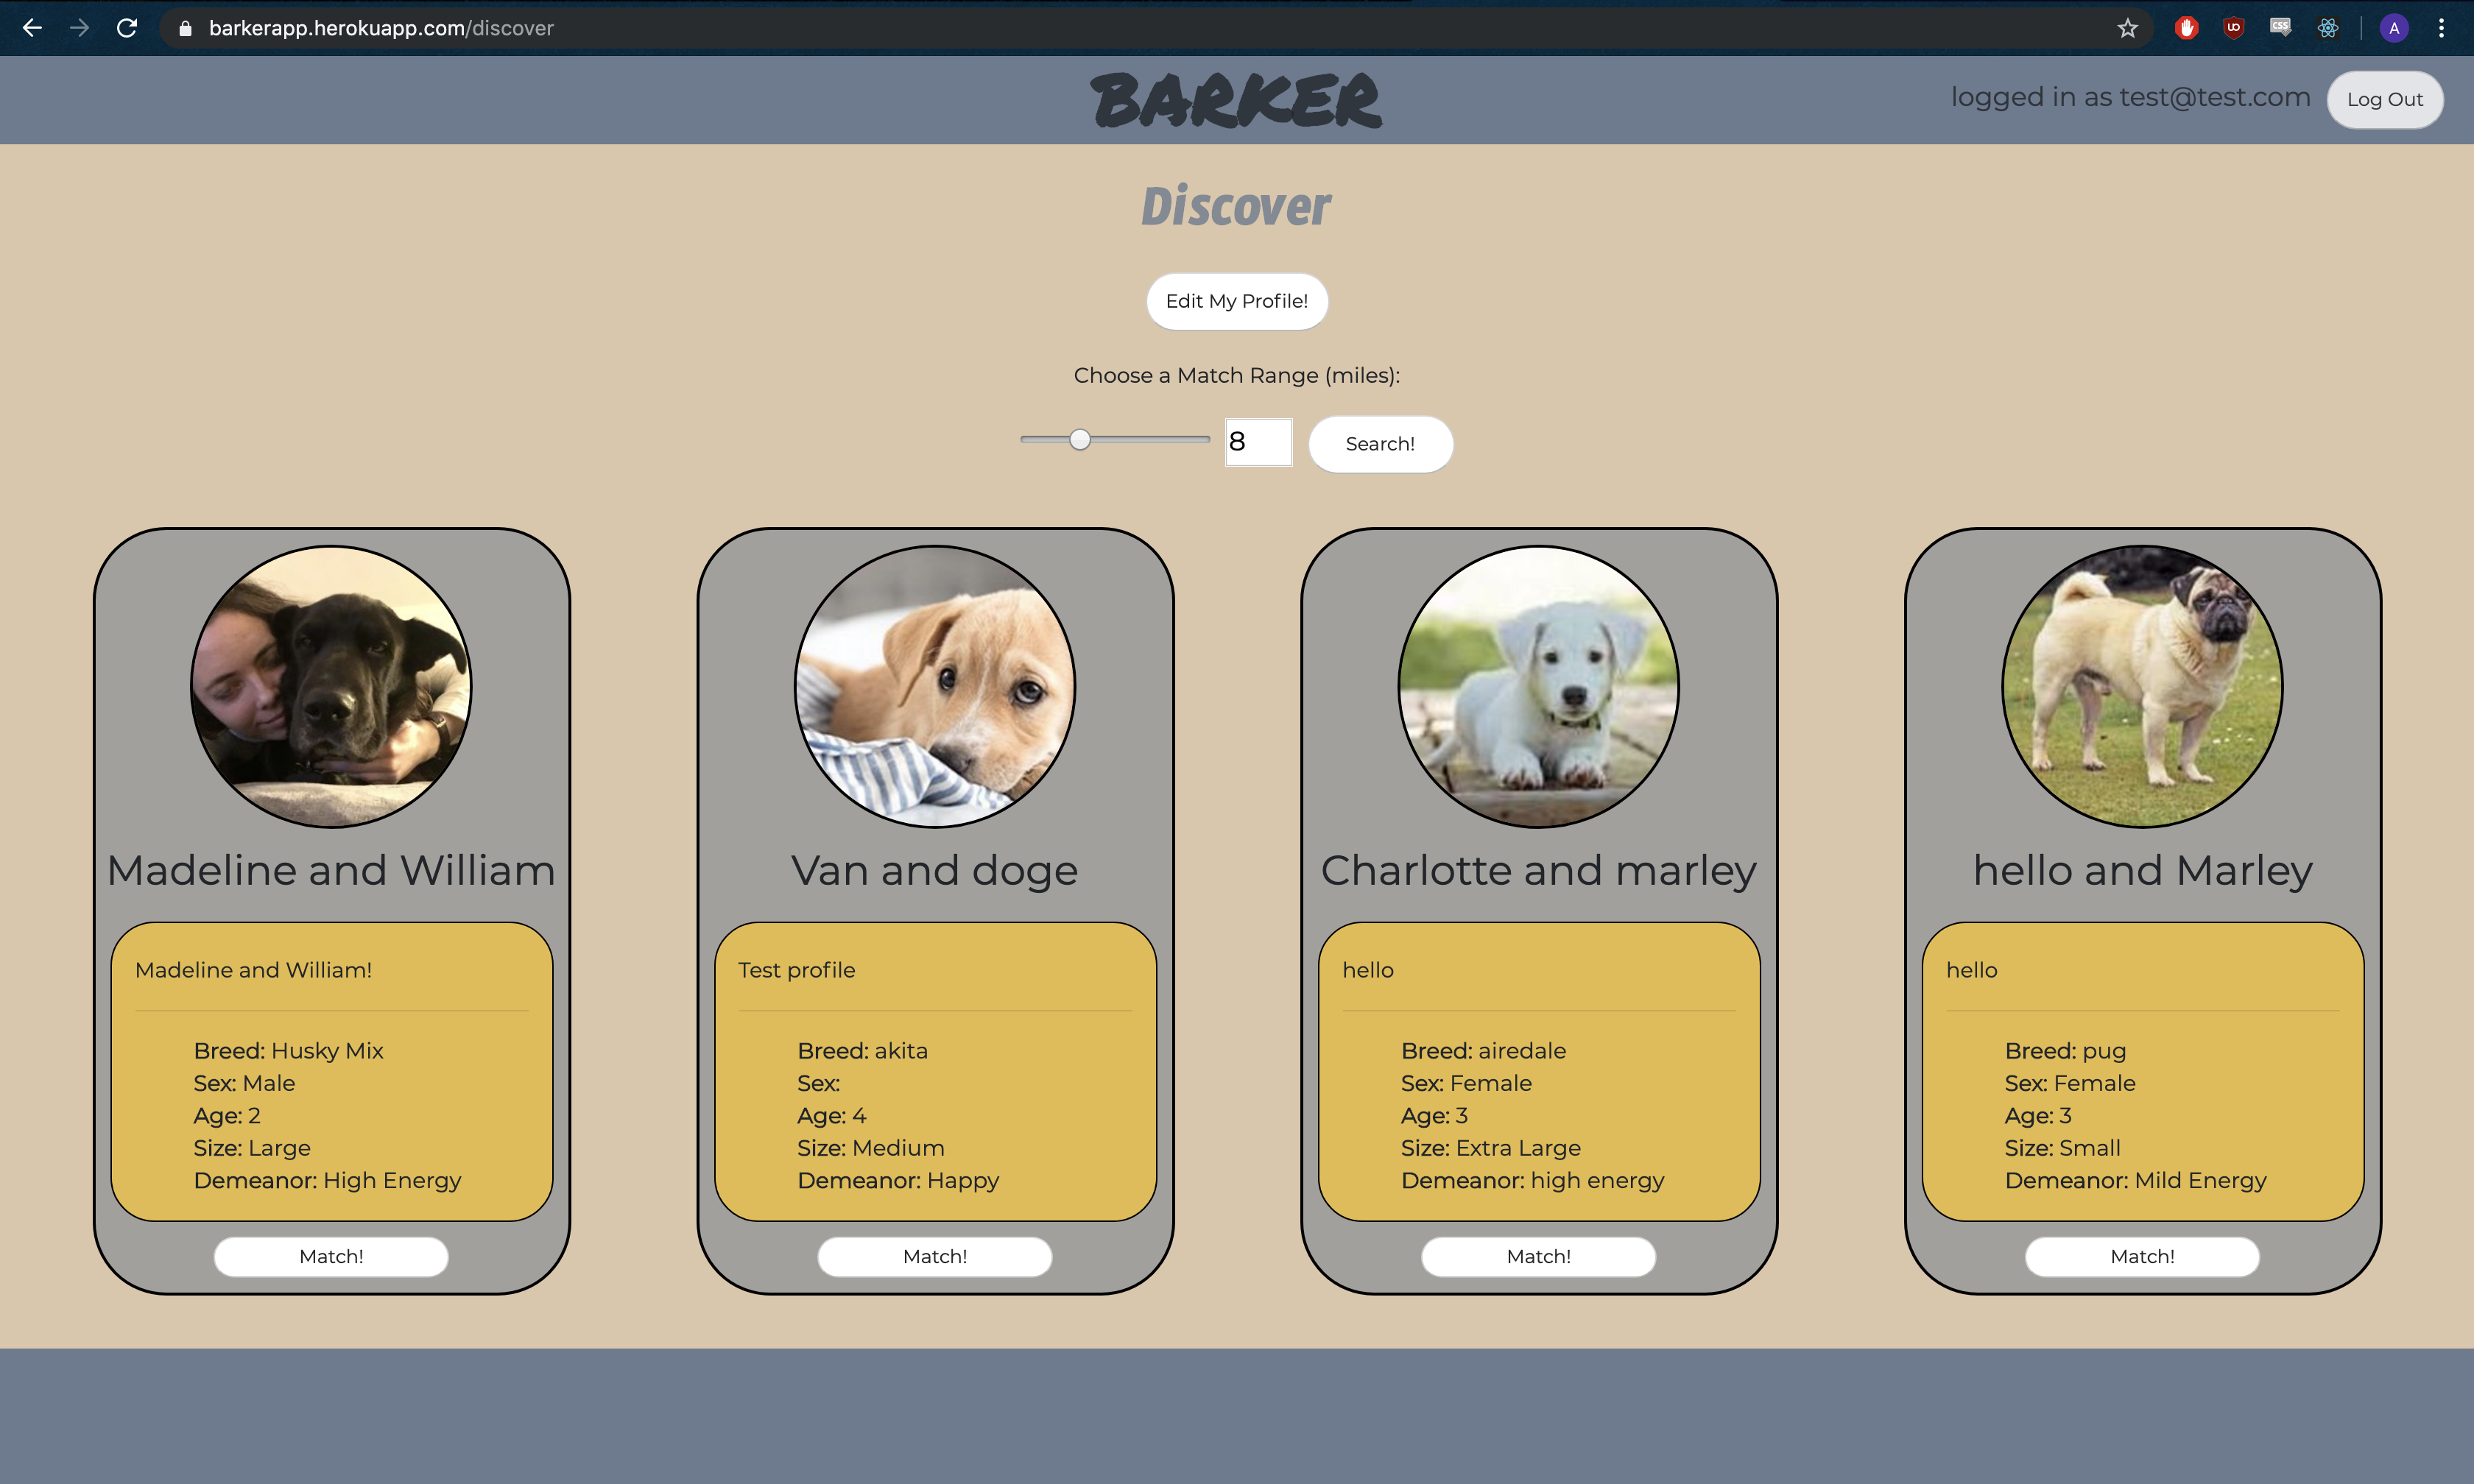 barkerapp.herokuapp.com/discover
A
BARKER
logged in as test@test.com
Log Out
Discover
Edit My Profile!
Choose a Match Range (miles):
8
Search!
Madeline and William
Madeline and William!
Breed: Husky Mix
Sex: Male
Age: 2
Size: Large
Demeanor: High Energy
Match!
Van and doge
Test profile
Breed: akita
Sex:
Age: 4
Size: Medium
Demeanor: Happy
Match!
Charlotte and marley
hello
Breed: airedale
Sex: Female
Age: 3
Size: Extra Large
Demeanor: high energy
Match!
hello and Marley
hello
Breed: pug
Sex: Female
Age: 3
Size: Small
Demeanor: Mild Energy
Match!